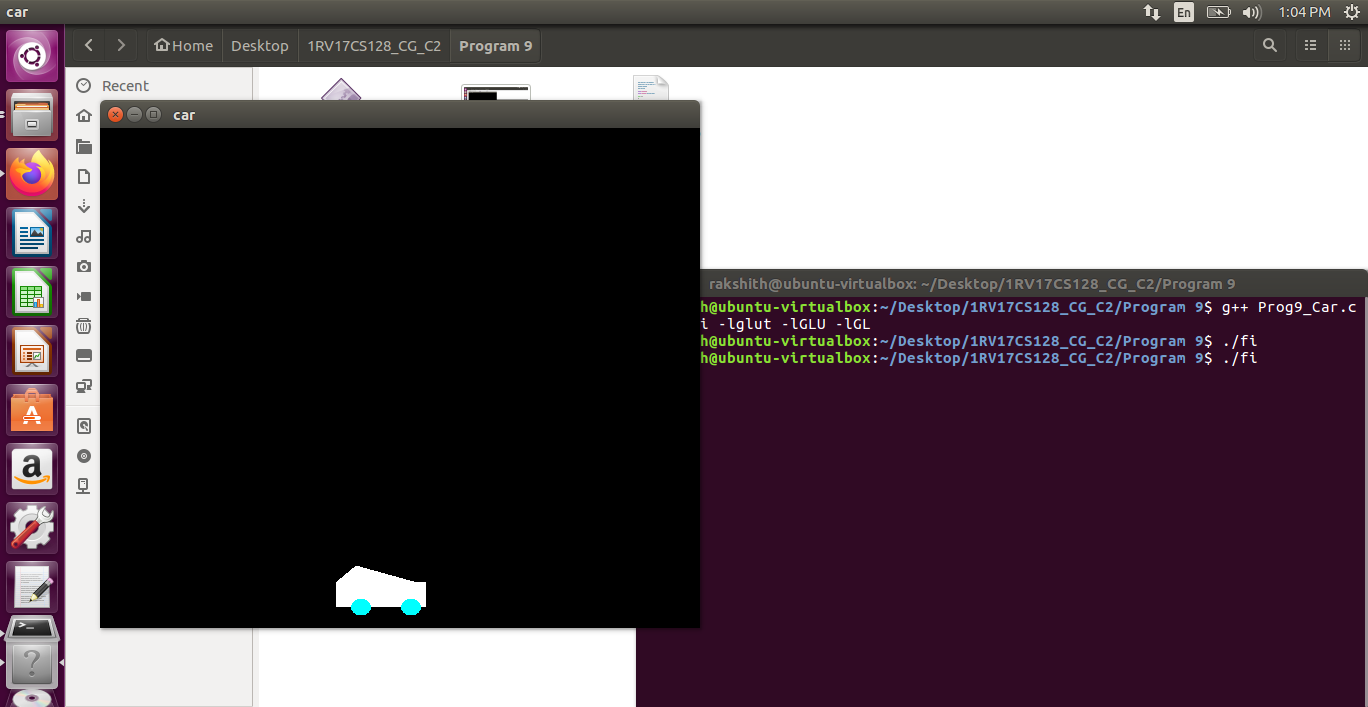 car
En
1:04 PM
Home Desktop 1RV17CS128_CG_C2 Program 9
Recent
car
rakshith@ubuntu-virtualbox: ~/Desktop/1RV17CS128_CG_C2/Program 9
h@ubuntu-virtualbox:~/Desktop/1RV17CS128_CG_C2/Program 9$ g++ Prog9_Car.c
i -lglut -lGLU -lGL
h@ubuntu-virtualbox:~/Desktop/1RV17CS128_CG_C2/Program 9$ ./fi
h@ubuntu-virtualbox:~/Desktop/1RV17CS128_CG_C2/Program 9$ ./fi